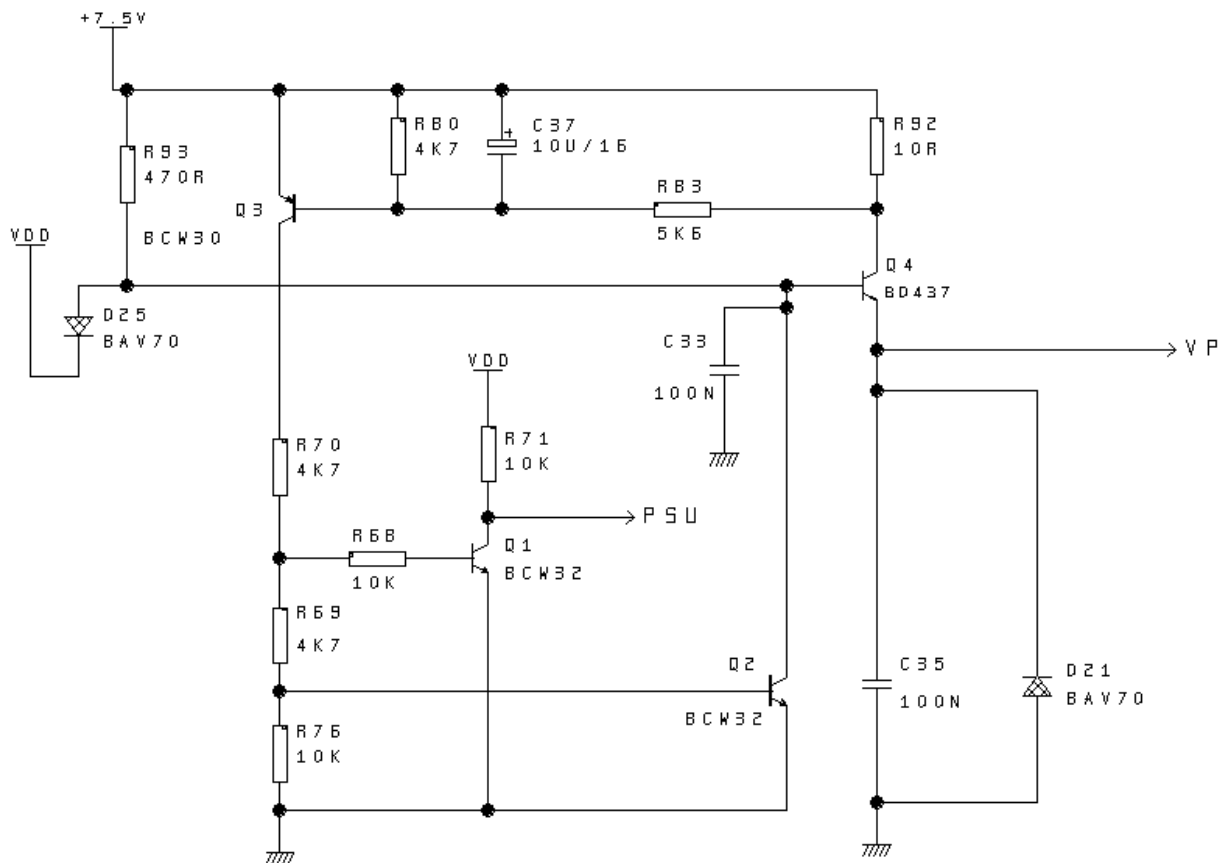 +7.5V
R93
470R
VDD
D25
BAV70
Q3
BCW30
R80
4K7
C37
+
10U/16
R83
5K6
R92
10R
Q4
BD437
VP
C33
100N
VDD
R71
10K
PSU
R70
4K7
R68
10K
Q1
BCW32
R69
4K7
R76
10K
Q2
BCW32
C35
100N
D21
BAV70